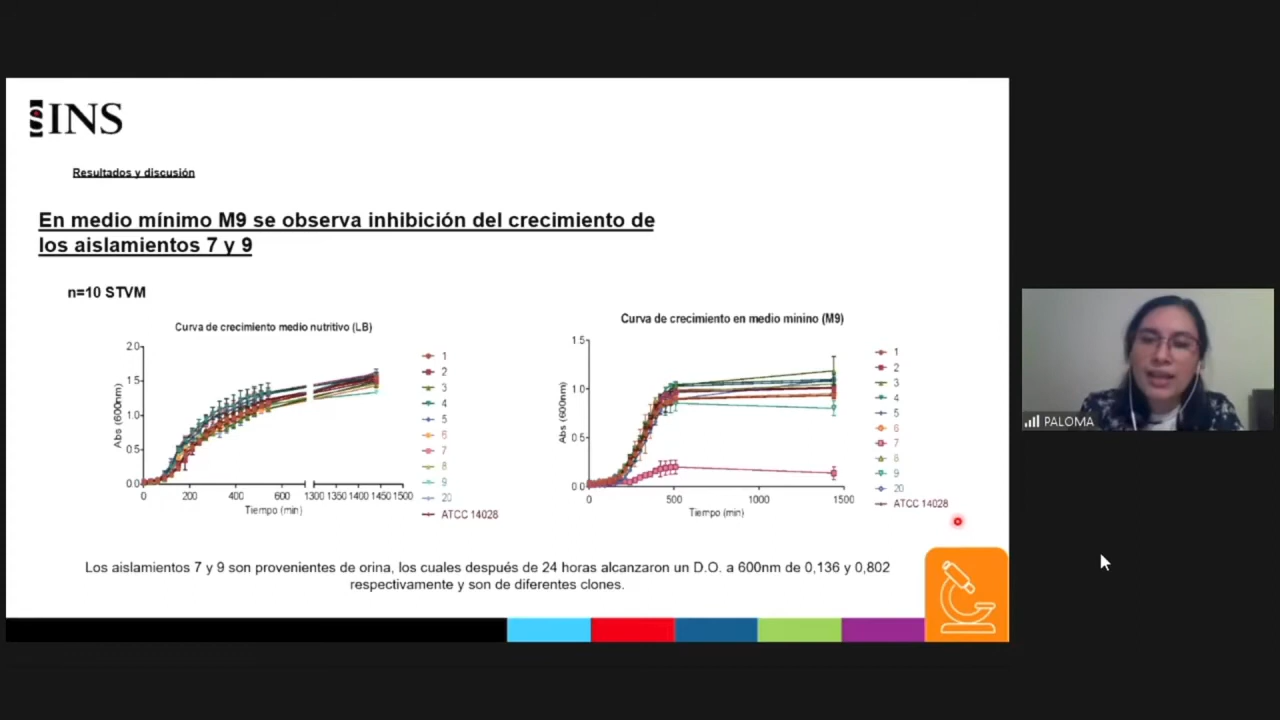 INS
Resultados y discusión
En medio mínimo M9 se observa inhibición del crecimiento de
los aislamientos 7 y 9
n=10 STVM
Curva de crecimiento medio nutritivo (LB)
2.0
1.5
1.0
0.5
0.0
Abs (600nm)
0 200 400 600 1300 1350 1400 1450 1500
Tiempo (min)
1
2
3
4
5
6
7
8
9
20
ATCC 14028
Curva de crecimiento en medio minino (M9)
1.5
1.0
0.5
0.0
Abs (600nm)
0 500 1000 1500
Tiempo (min)
1
2
3
4
5
6
7
8
9
20
ATCC 14028
Los aislamientos 7 y 9 son provenientes de orina, los cuales después de 24 horas alcanzaron un D.O. a 600nm de 0,136 y 0,802
respectivamente y son de diferentes clones.
PALOMA